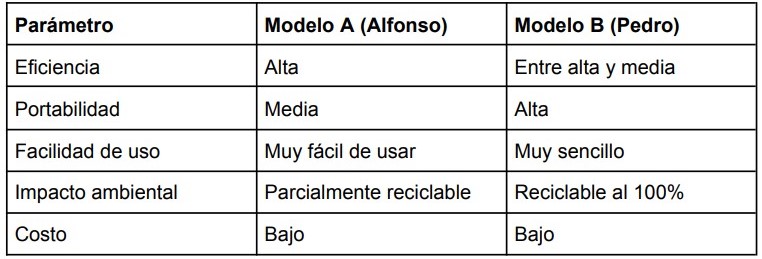 Parámetro Modelo A (Alfonso) Modelo B (Pedro)
Eficiencia Alta Entre alta y media
Portabilidad Media Alta
Facilidad de uso Muy fácil de usar Muy sencillo
Impacto ambiental Parcialmente reciclable Reciclable al 100%
Costo Bajo Bajo